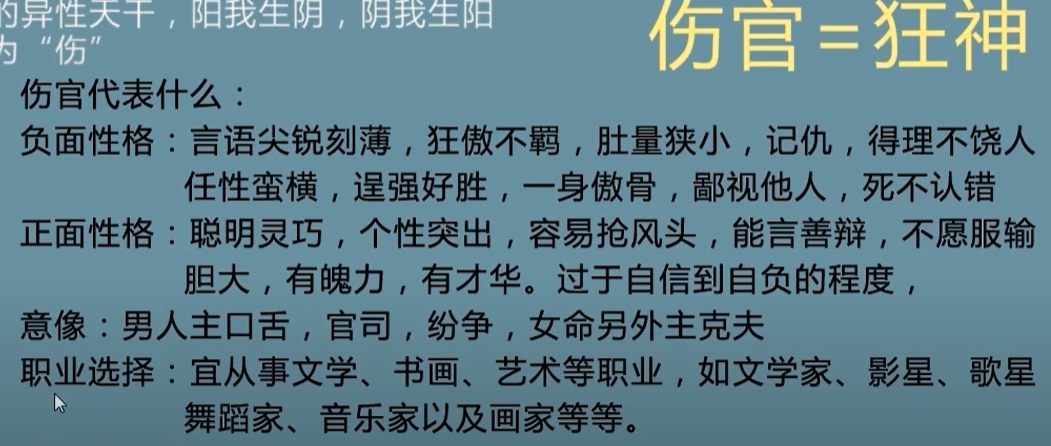 的异性天干，阳我生阴，阴我生阳
为“伤”
伤官=狂神
伤官代表什么：
负面性格：言语尖锐刻薄，狂傲不羁，肚量狭小，记仇，得理不饶人
任性蛮横，逞强好胜，一身傲骨，鄙视他人，死不认错
正面性格：聪明灵巧，个性突出，容易抢风头，能言善辩，不愿服输
胆大，有魄力，有才华。过于自信到自负的程度，
意像：男人主口舌，官司，纷争，女命另外主克夫
职业选择：宜从事文学、书画、艺术等职业，如文学家、影星、歌星
舞蹈家、音乐家以及画家等等。